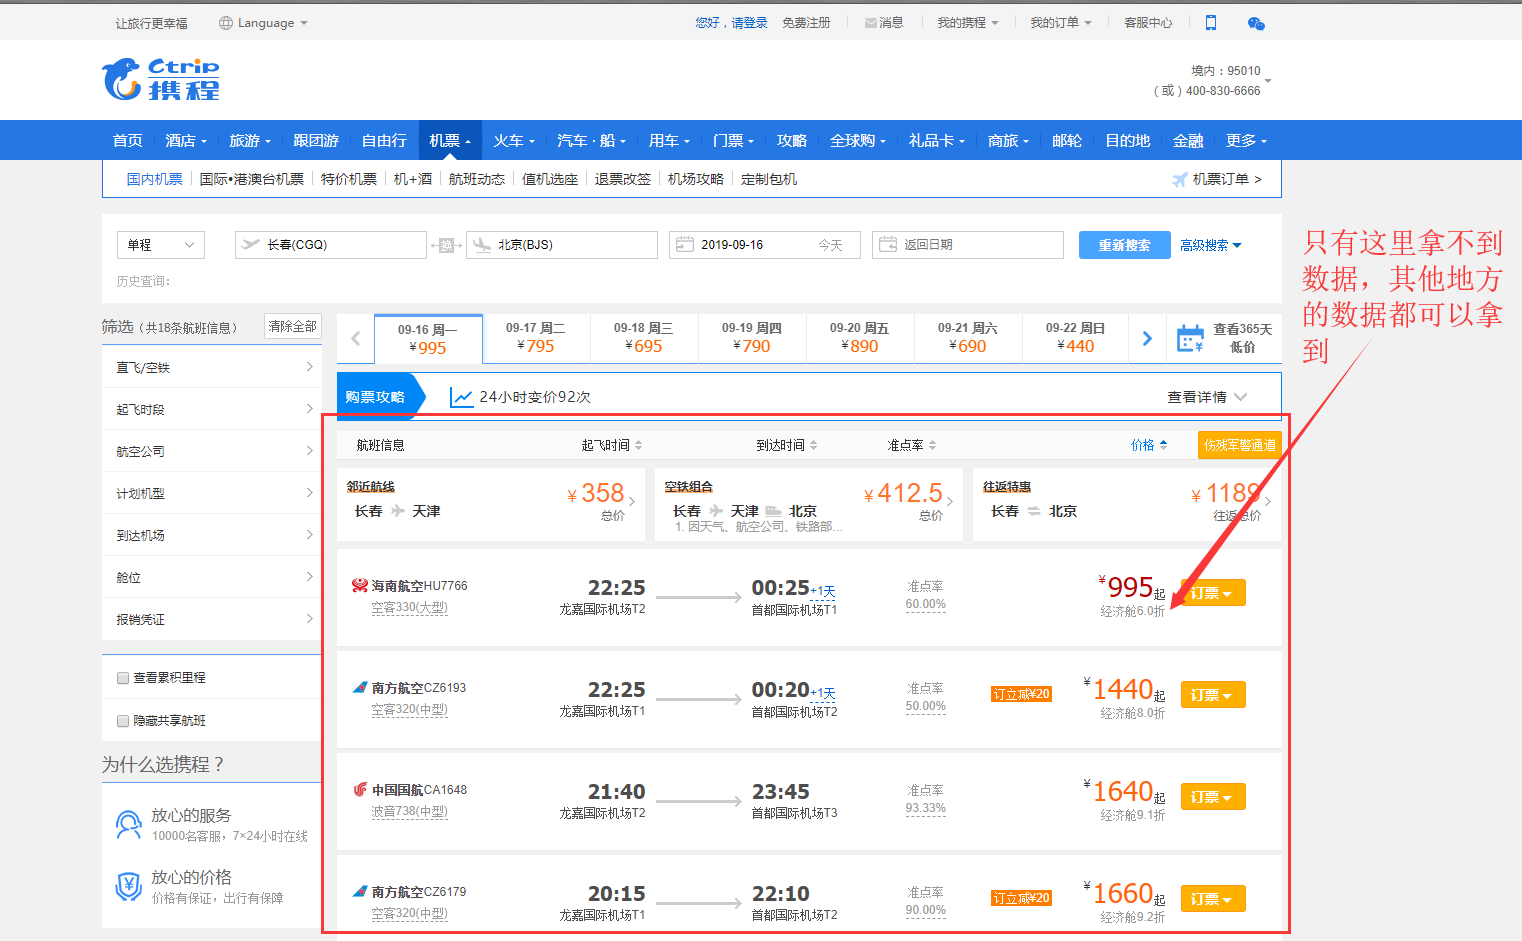 让旅行更幸福 Language 您好，请登录 免费注册 消息 我的携程 我的订单 客服中心
Ctrip
携程
境内：95010
（或）400-830-6666
首页 酒店 旅游 跟团游 自由行 机票 火车 汽车·船 用车 门票 攻略 全球购 礼品卡 商旅 邮轮 目的地 金融 更多
国内机票 国际•港澳台机票 特价机票 机+酒 航班动态 值机选座 退票改签 机场攻略 定制包机 机票订单 >
单程 长春(CGQ) 换 北京(BJS) 2019-09-16 今天 返回日期 重新搜索 高级搜索
历史查询：
只有这里拿不到
数据，其他地方
的数据都可以拿
到
筛选（共18条航班信息） 清除全部
直飞/空铁
起飞时段
航空公司
计划机型
到达机场
舱位
报销凭证
查看累积里程
隐藏共享航班
为什么选携程？
放心的服务
10000名客服，7×24小时在线
放心的价格
价格有保证，出行有保障
09-16 周一 09-17 周二 09-18 周三 09-19 周四 09-20 周五 09-21 周六 09-22 周日 查看365天
¥995 ¥795 ¥695 ¥790 ¥890 ¥690 ¥440 低价
购票攻略 24小时变价92次 查看详情
航班信息 起飞时间 到达时间 准点率 价格 伤残军警通道
邻近航线 ¥358
长春 天津 总价
空铁组合 ¥412.5
长春 天津 北京 总价
1. 因天气、航空公司、铁路部...
往返特惠 ¥1189
长春 北京 往返总价
海南航空HU7766 22:25 00:25+1天 准点率 ¥995起 订票
空客330(大型) 龙嘉国际机场T2 首都国际机场T1 60.00% 经济舱6.0折
南方航空CZ6193 22:25 00:20+1天 准点率 订立减¥20 ¥1440起 订票
空客320(中型) 龙嘉国际机场T1 首都国际机场T2 50.00% 经济舱8.0折
中国国航CA1648 21:40 23:45 准点率 ¥1640起 订票
波音738(中型) 龙嘉国际机场T2 首都国际机场T3 93.33% 经济舱9.1折
南方航空CZ6179 20:15 22:10 准点率 订立减¥20 ¥1660起 订票
空客320(中型) 龙嘉国际机场T1 首都国际机场T2 90.00% 经济舱9.2折